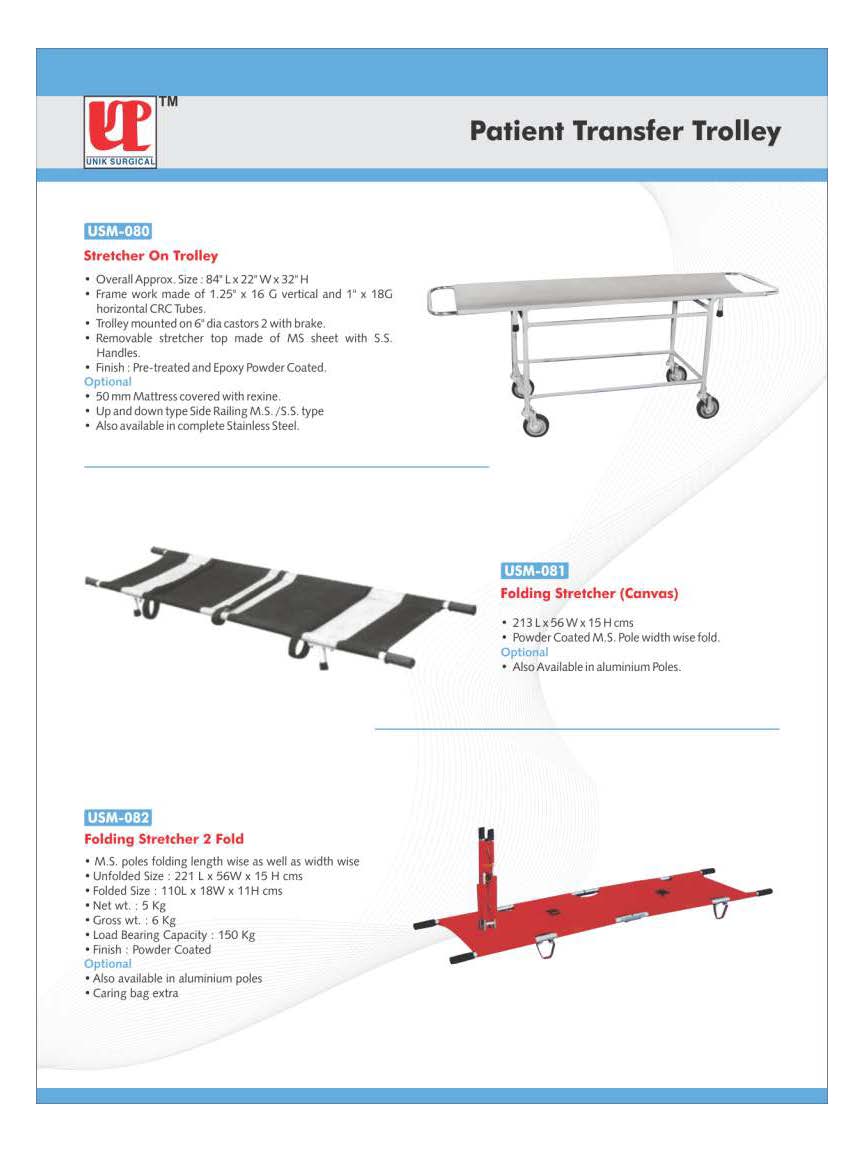 TM
UP
UNIK SURGICAL
Patient Transfer Trolley
USM-080
Stretcher On Trolley
• Overall Approx. Size : 84" L x 22" W x 32" H
• Frame work made of 1.25" x 16 G vertical and 1" x 18G
horizontal CRC Tubes.
• Trolley mounted on 6" dia castors 2 with brake.
• Removable stretcher top made of MS sheet with S.S.
Handles.
• Finish : Pre-treated and Epoxy Powder Coated.
Optional
• 50 mm Mattress covered with rexine.
• Up and down type Side Railing M.S. /S.S. type
• Also available in complete Stainless Steel.
USM-081
Folding Stretcher (Canvas)
• 213 L x 56 W x 15 H cms
• Powder Coated M.S. Pole width wise fold.
Optional
• Also Available in aluminium Poles.
USM-082
Folding Stretcher 2 Fold
• M.S. poles folding length wise as well as width wise
• Unfolded Size : 221 L x 56W x 15 H cms
• Folded Size : 110L x 18W x 11H cms
• Net wt. : 5 Kg
• Gross wt. : 6 Kg
• Load Bearing Capacity : 150 Kg
• Finish : Powder Coated
Optional
• Also available in aluminium poles
• Caring bag extra